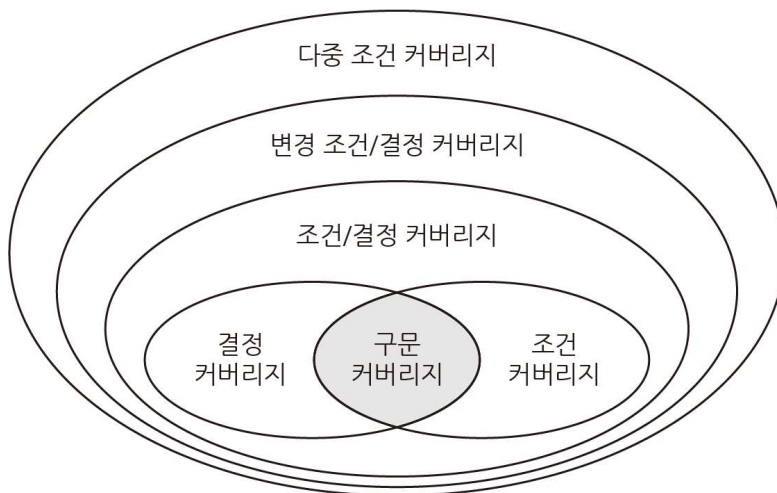 다중 조건 커버리지
변경 조건/결정 커버리지
조건/결정 커버리지
결정
커버리지
구문
커버리지
조건
커버리지